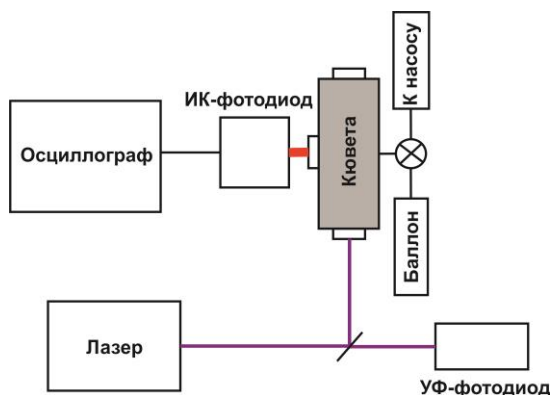 К насосу
ИК-фотодиод
Осциллограф
Кювета
Баллон
Лазер
УФ-фотодиод